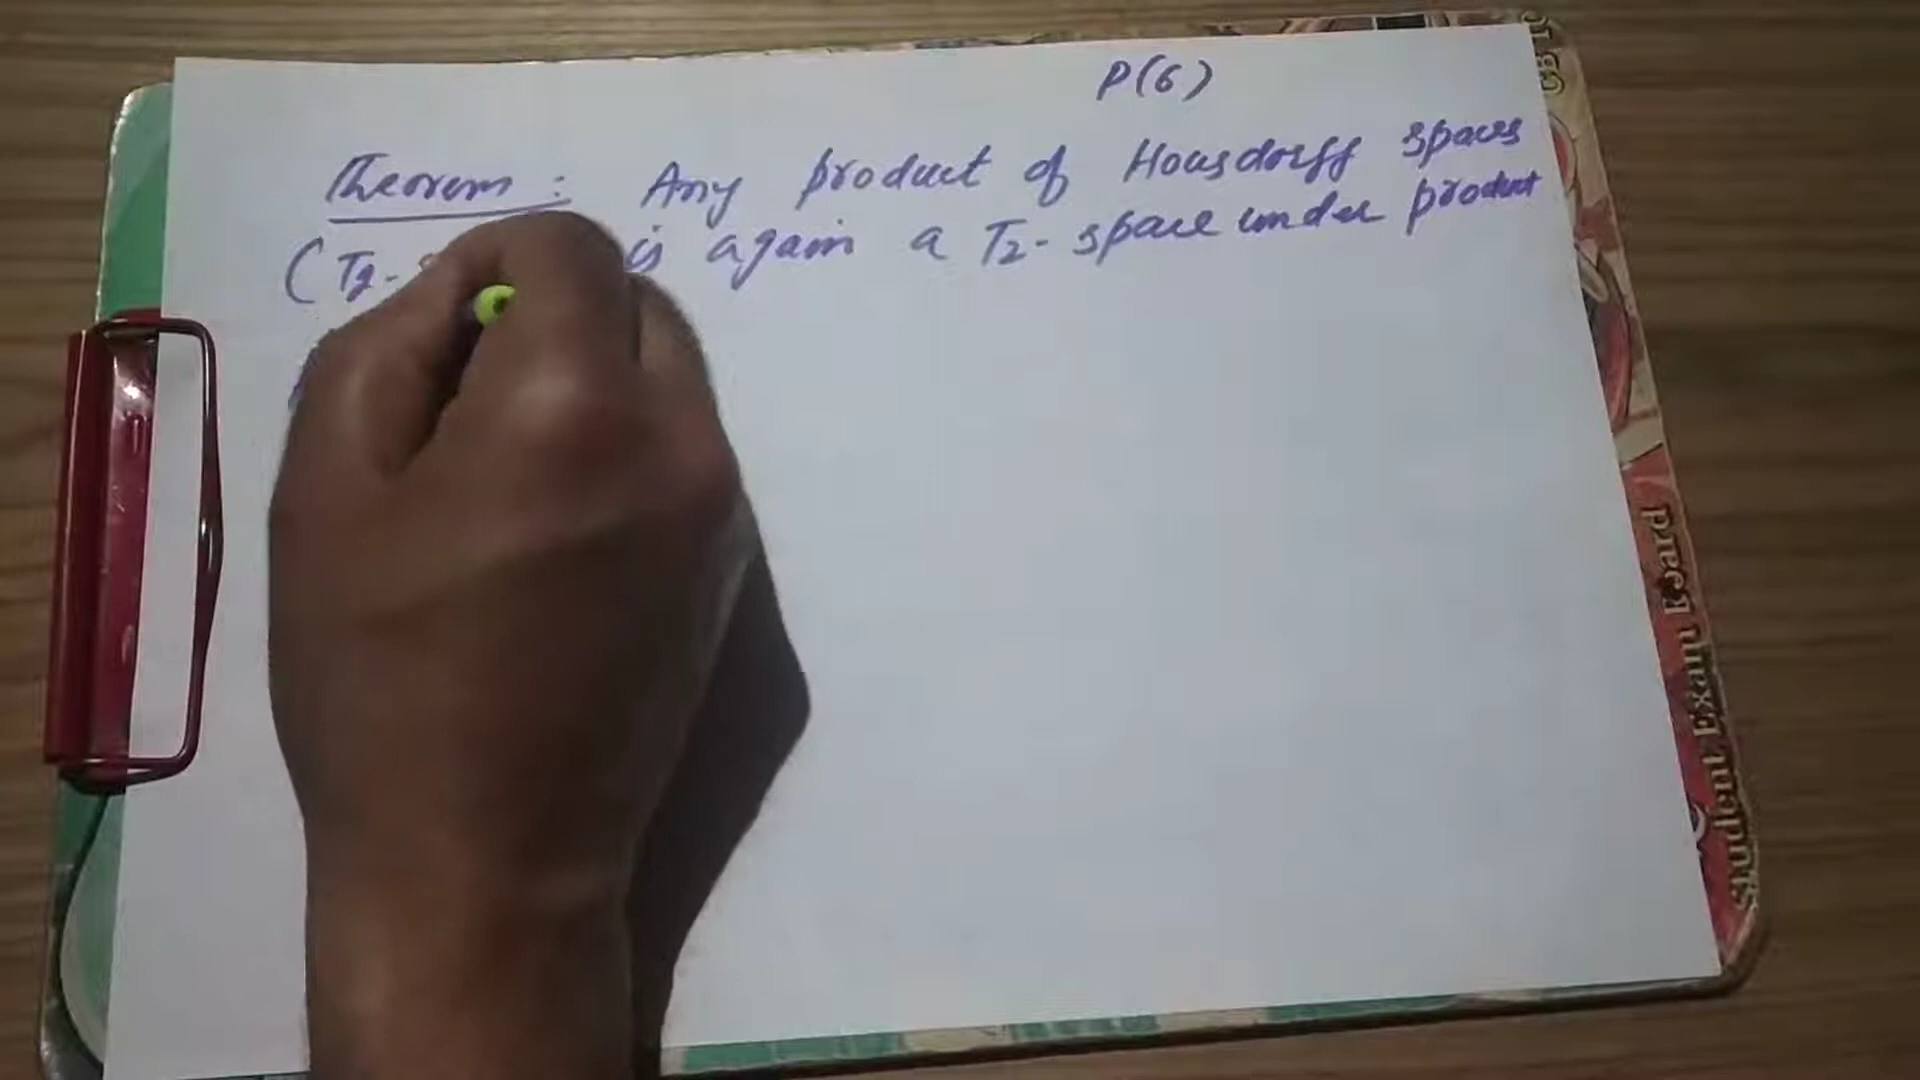 P(6)
Theorem : Any product of Housdorff spaces
(T2- is again a T2- space under product
Student Exam Board